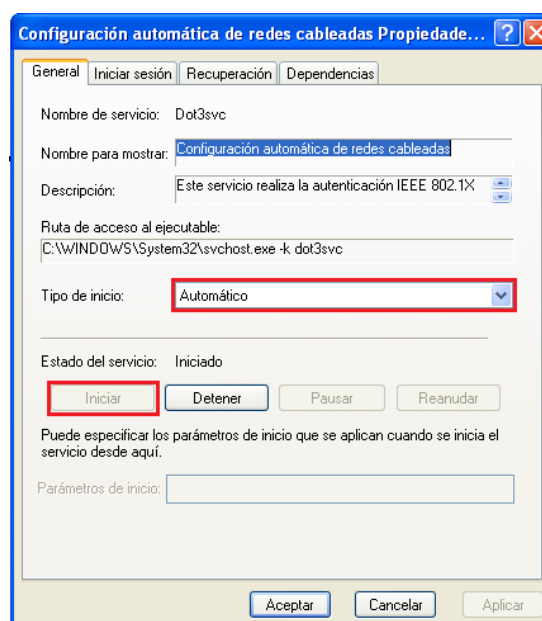 Configuración automática de redes cableadas Propiedade...
General Iniciar sesión Recuperación Dependencias
Nombre de servicio: Dot3svc
Nombre para mostrar: Configuración automática de redes cableadas
Descripción: Este servicio realiza la autenticación IEEE 802.1X
Ruta de acceso al ejecutable:
C:\WINDOWS\System32\svchost.exe -k dot3svc
Tipo de inicio: Automático
Estado del servicio: Iniciado
Iniciar Detener Pausar Reanudar
Puede especificar los parámetros de inicio que se aplican cuando se inicia el
servicio desde aquí.
Parámetros de inicio:
Aceptar Cancelar Aplicar